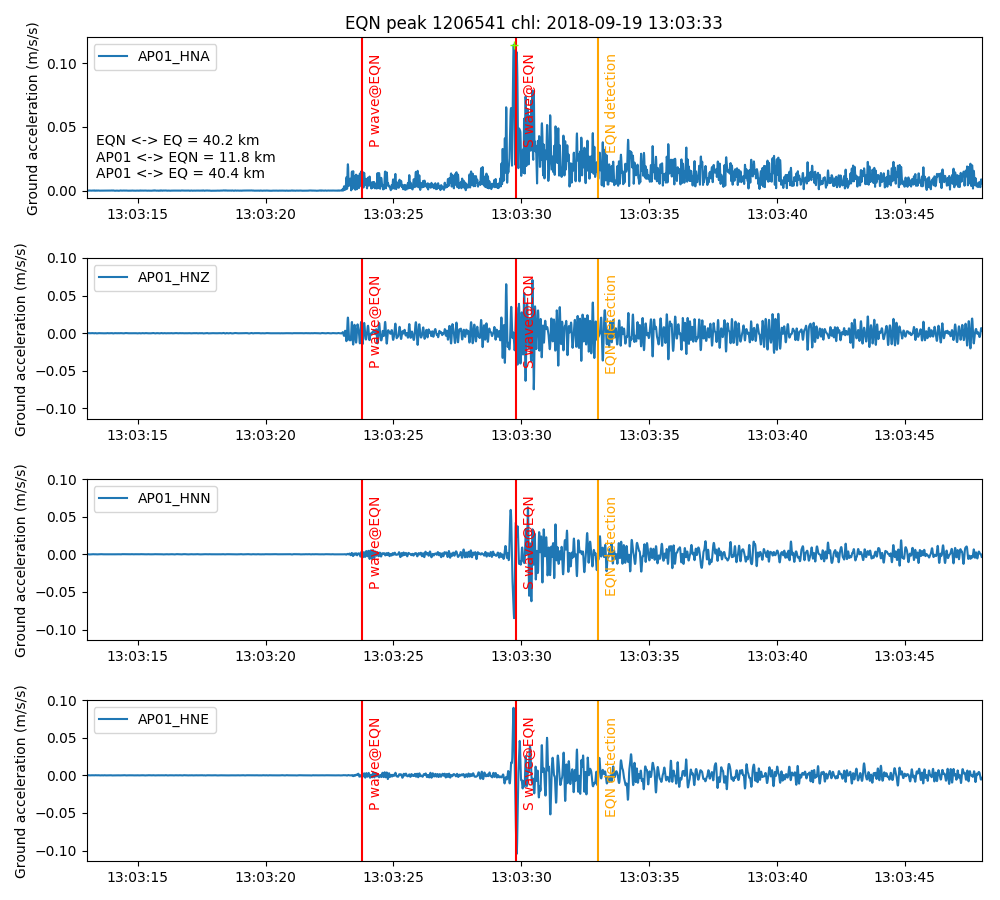 EQN peak 1206541 chl: 2018-09-19 13:03:33
Ground acceleration (m/s/s)
0.10
0.05
0.00
AP01_HNA
EQN <-> EQ = 40.2 km
AP01 <-> EQN = 11.8 km
AP01 <-> EQ = 40.4 km
P wave@EQN
S wave@EQN
EQN detection
13:03:15 13:03:20 13:03:25 13:03:30 13:03:35 13:03:40 13:03:45
Ground acceleration (m/s/s)
0.10
0.05
0.00
−0.05
−0.10
AP01_HNZ
P wave@EQN
S wave@EQN
EQN detection
13:03:15 13:03:20 13:03:25 13:03:30 13:03:35 13:03:40 13:03:45
Ground acceleration (m/s/s)
0.10
0.05
0.00
−0.05
−0.10
AP01_HNN
P wave@EQN
S wave@EQN
EQN detection
13:03:15 13:03:20 13:03:25 13:03:30 13:03:35 13:03:40 13:03:45
Ground acceleration (m/s/s)
0.10
0.05
0.00
−0.05
−0.10
AP01_HNE
P wave@EQN
S wave@EQN
EQN detection
13:03:15 13:03:20 13:03:25 13:03:30 13:03:35 13:03:40 13:03:45